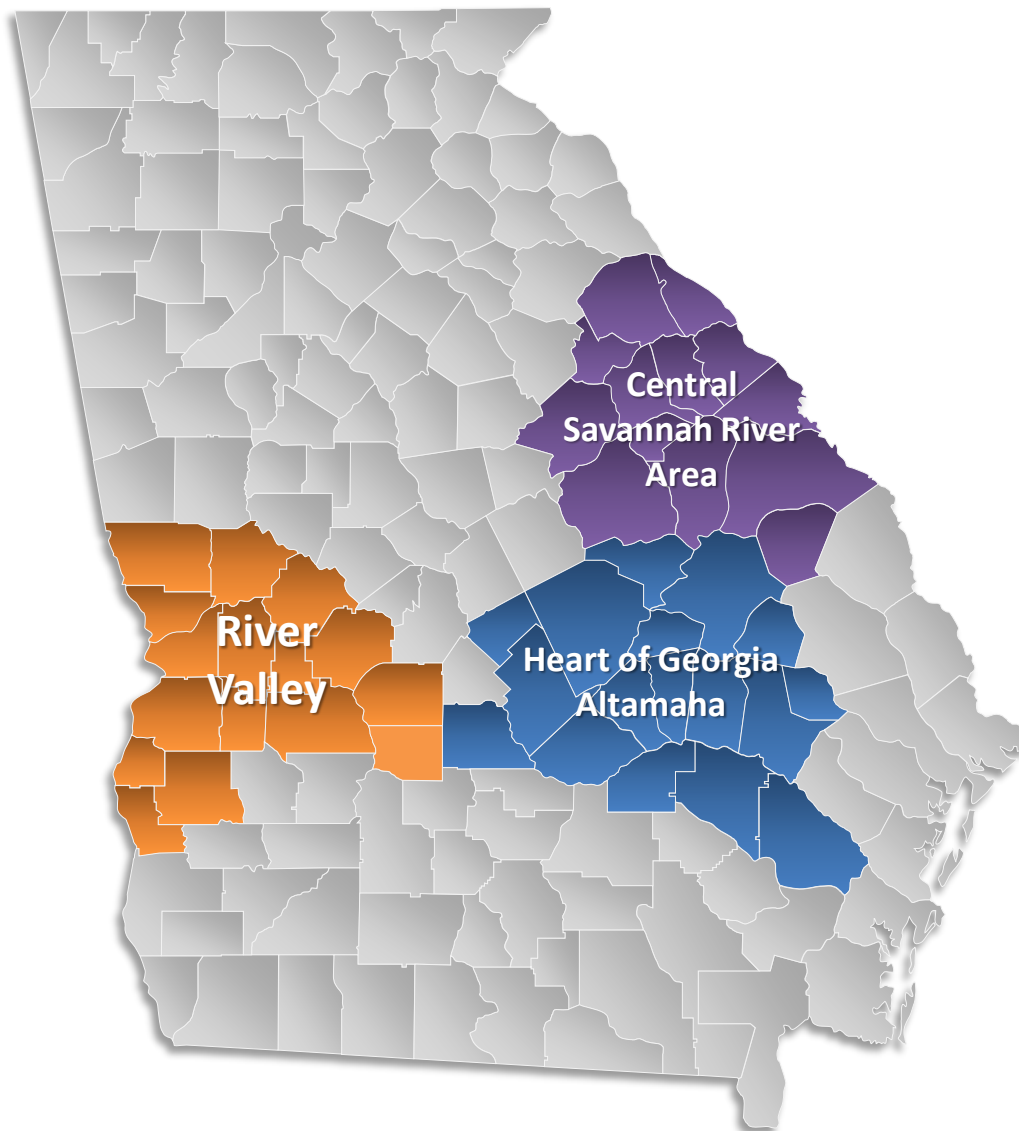 Central
Savannah River
Area
River
Valley
Heart of Georgia
Altamaha